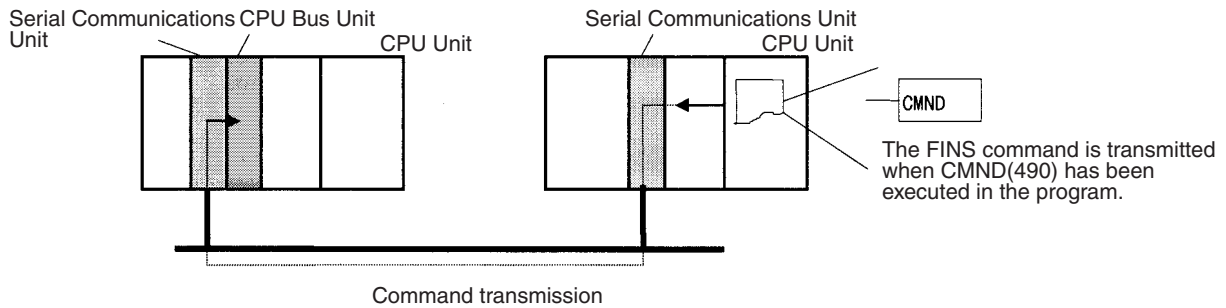 Serial Communications CPU Bus Unit
Unit
CPU Unit
Serial Communications Unit
CPU Unit
CMND
The FINS command is transmitted
when CMND(490) has been
executed in the program.
Command transmission